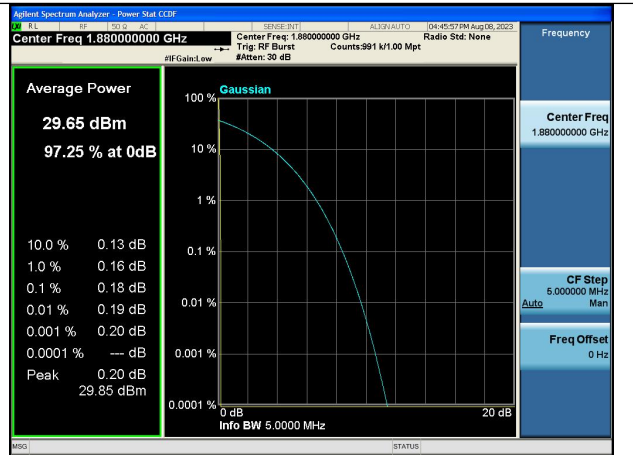 Agilent Spectrum Analyzer - Power Stat CCDF
LXI RL RF 50 Ω AC SENSE:INT ALIGN AUTO 04:45:57 PM Aug 08, 2023
Center Freq 1.880000000 GHz
Center Freq: 1.880000000 GHz Radio Std: None
Trig: RF Burst Counts:991 k/1.00 Mpt
#IFGain:Low #Atten: 30 dB
Frequency
Average Power
29.65 dBm
97.25 % at 0dB
10.0 % 0.13 dB
1.0 % 0.16 dB
0.1 % 0.18 dB
0.01 % 0.19 dB
0.001 % 0.20 dB
0.0001 % --- dB
Peak 0.20 dB
29.85 dBm
Gaussian
100 %
10 %
1 %
0.1 %
0.01 %
0.001 %
0.0001 %
0 dB 20 dB
Info BW 5.0000 MHz
Center Freq
1.880000000 GHz
CF Step
5.000000 MHz
Auto Man
Freq Offset
0 Hz
MSG STATUS